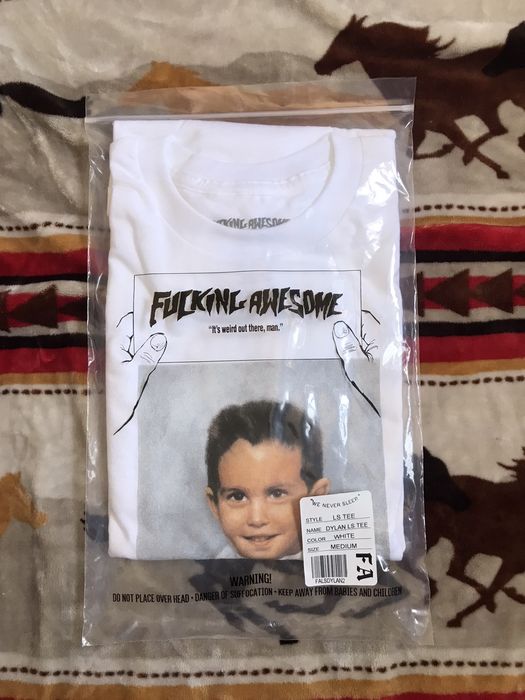 FUCKING AWESOME
FUCKING AWESOME
"It's weird out there, man."
"WE NEVER SLEEP"
STYLE LS TEE
NAME DYLAN LS TEE
COLOR WHITE
SIZE MEDIUM
FA
FALSDYLAN2
WARNING!
DO NOT PLACE OVER HEAD • DANGER OF SUFFOCATION • KEEP AWAY FROM BABIES AND CHILDREN